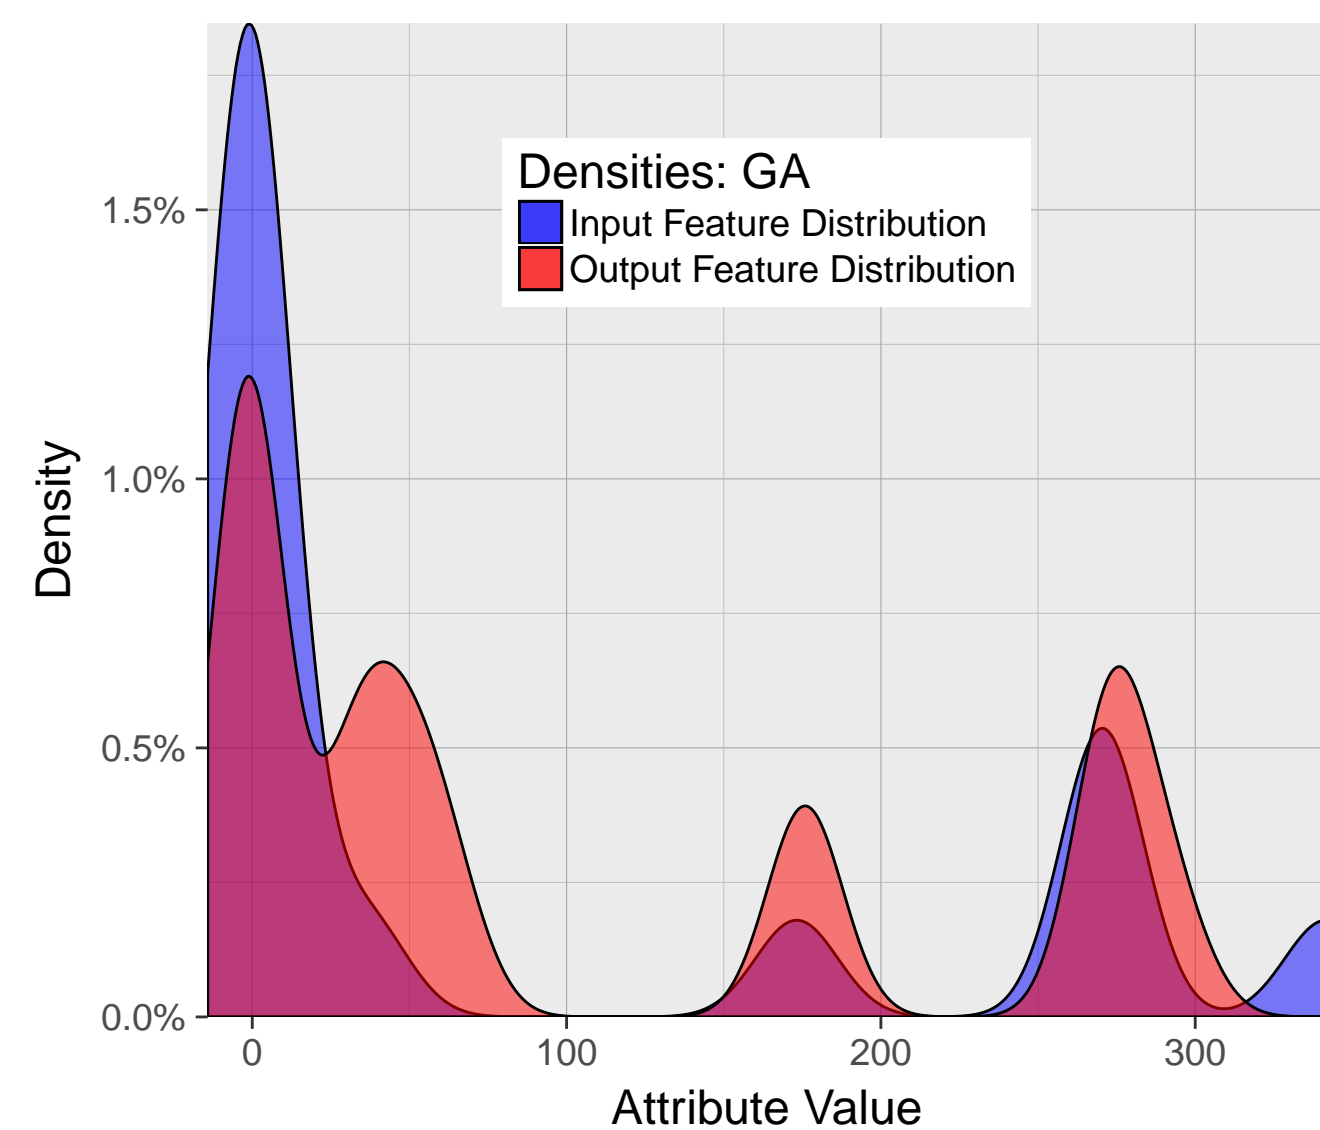 Densities: GA
Input Feature Distribution
Output Feature Distribution
1.5%
1.0%
0.5%
0.0%
Density
0 100 200 300
Attribute Value